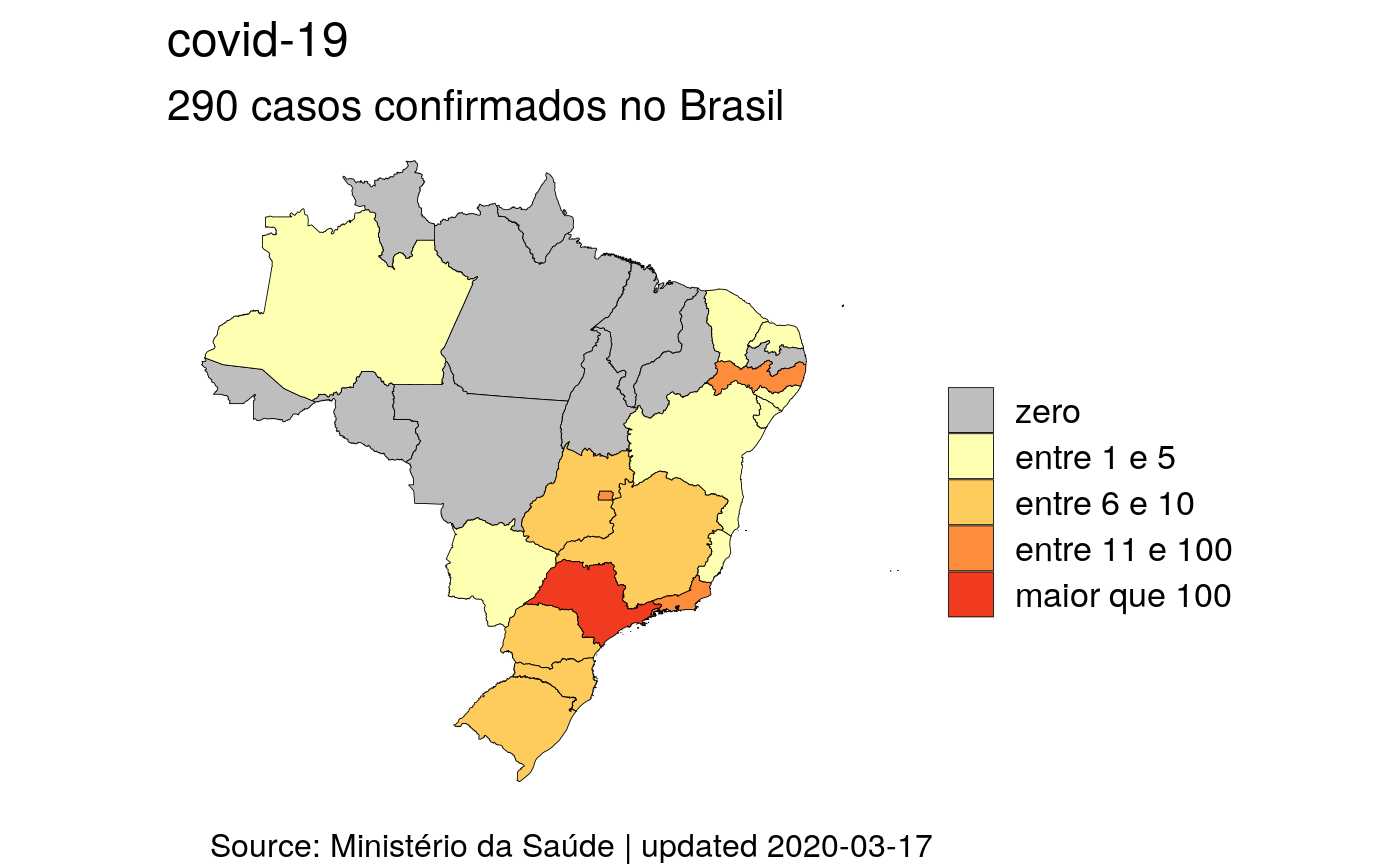 covid-19
290 casos confirmados no Brasil
zero
entre 1 e 5
entre 6 e 10
entre 11 e 100
maior que 100
Source: Ministério da Saúde | updated 2020-03-17